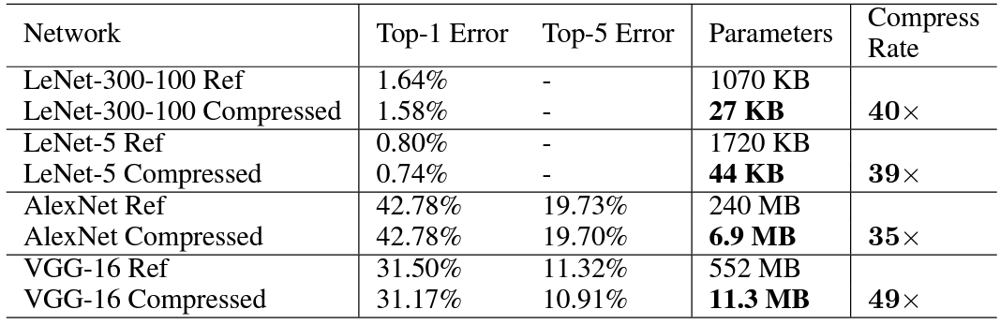 Network Top-1 Error Top-5 Error Parameters Compress Rate
LeNet-300-100 Ref 1.64% - 1070 KB
LeNet-300-100 Compressed 1.58% - 27 KB 40×
LeNet-5 Ref 0.80% - 1720 KB
LeNet-5 Compressed 0.74% - 44 KB 39×
AlexNet Ref 42.78% 19.73% 240 MB
AlexNet Compressed 42.78% 19.70% 6.9 MB 35×
VGG-16 Ref 31.50% 11.32% 552 MB
VGG-16 Compressed 31.17% 10.91% 11.3 MB 49×